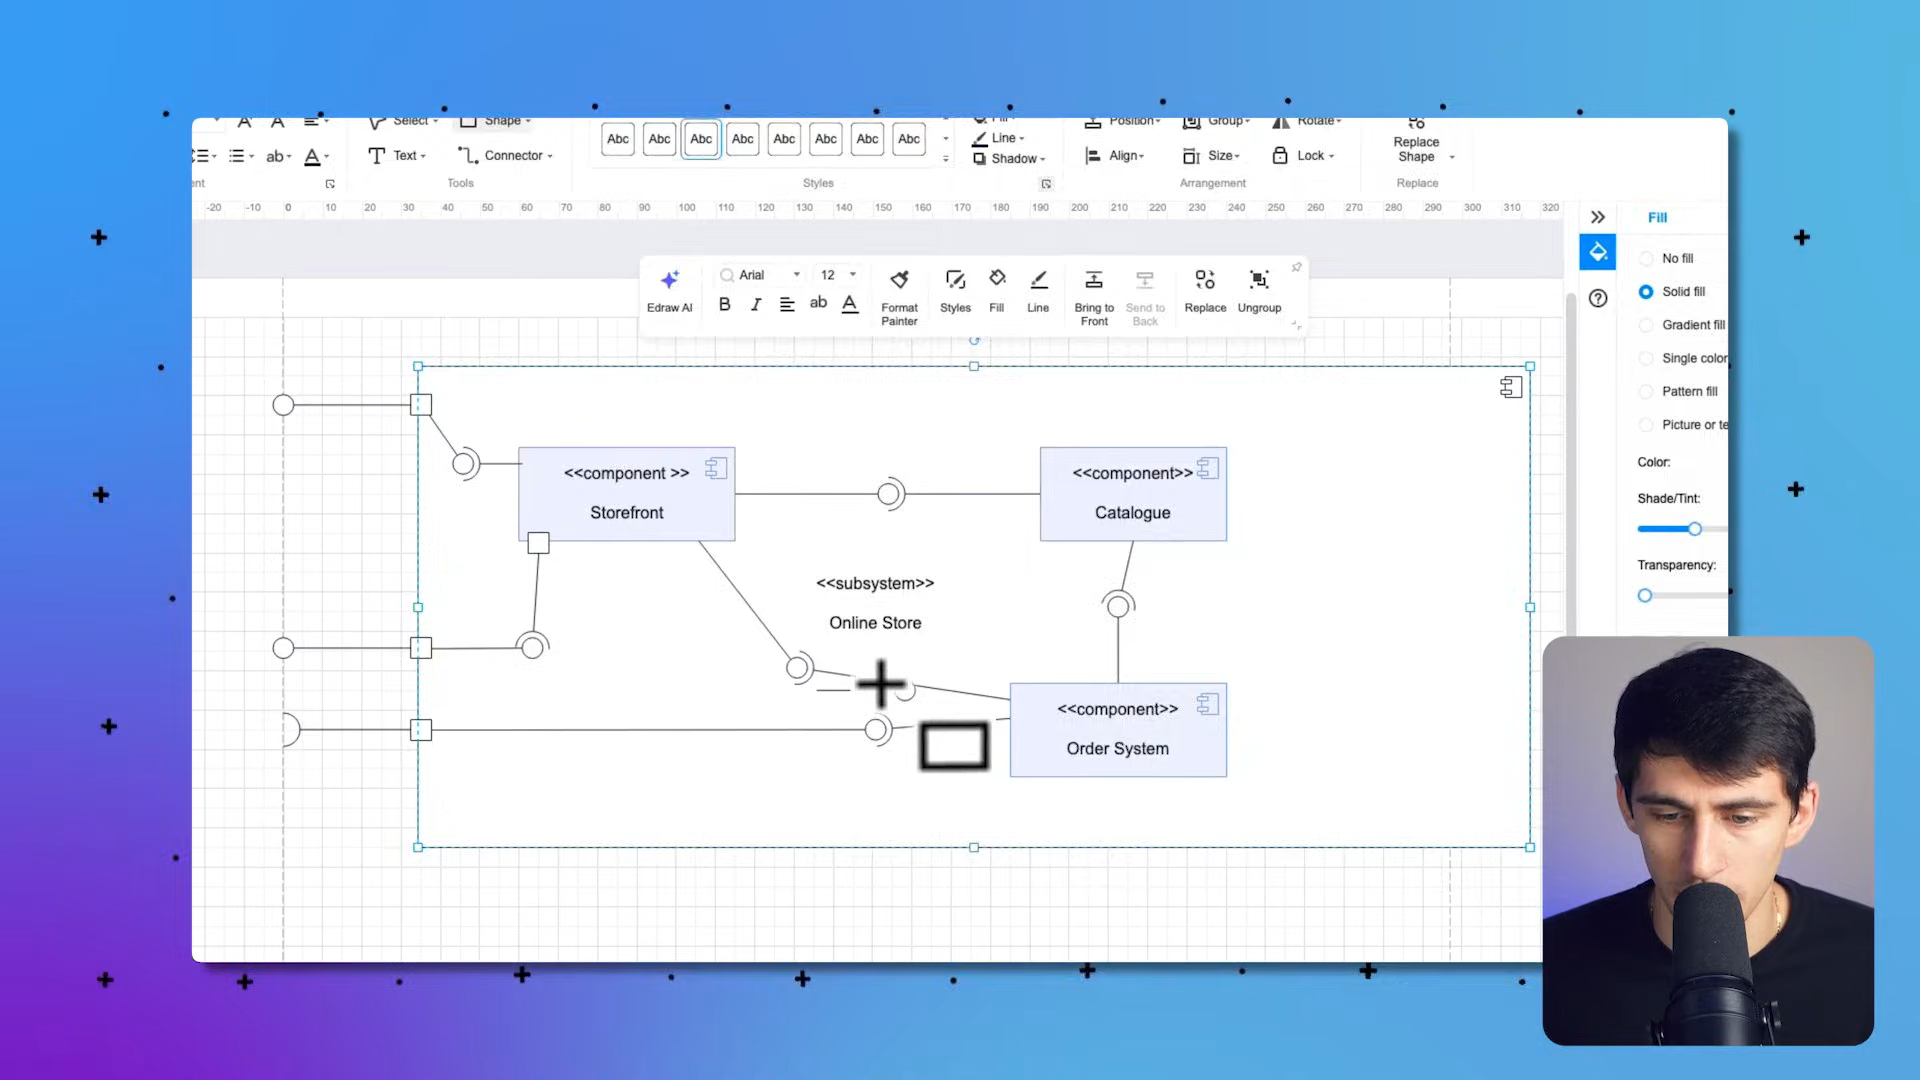 Select
Shape
Text
Connector
ab
A
Tools
Abc Abc Abc Abc Abc Abc Abc Abc
Styles
Line
Shadow
Position
Group
Rotate
Align
Size
Lock
Arrangement
Replace
Shape
Replace
-20 -10 0 10 20 30 40 50 60 70 80 90 100 110 120 130 140 150 160 170 180 190 200 210 220 230 240 250 260 270 280 290 300 310 320
Edraw AI
Arial 12
B I ab A
Format
Painter
Styles
Fill
Line
Bring to
Front
Send to
Back
Replace
Ungroup
<<component >>
Storefront
<<component>>
Catalogue
<<subsystem>>
Online Store
<<component>>
Order System
Fill
No fill
Solid fill
Gradient fill
Single color
Pattern fill
Picture or te
Color:
Shade/Tint:
Transparency: